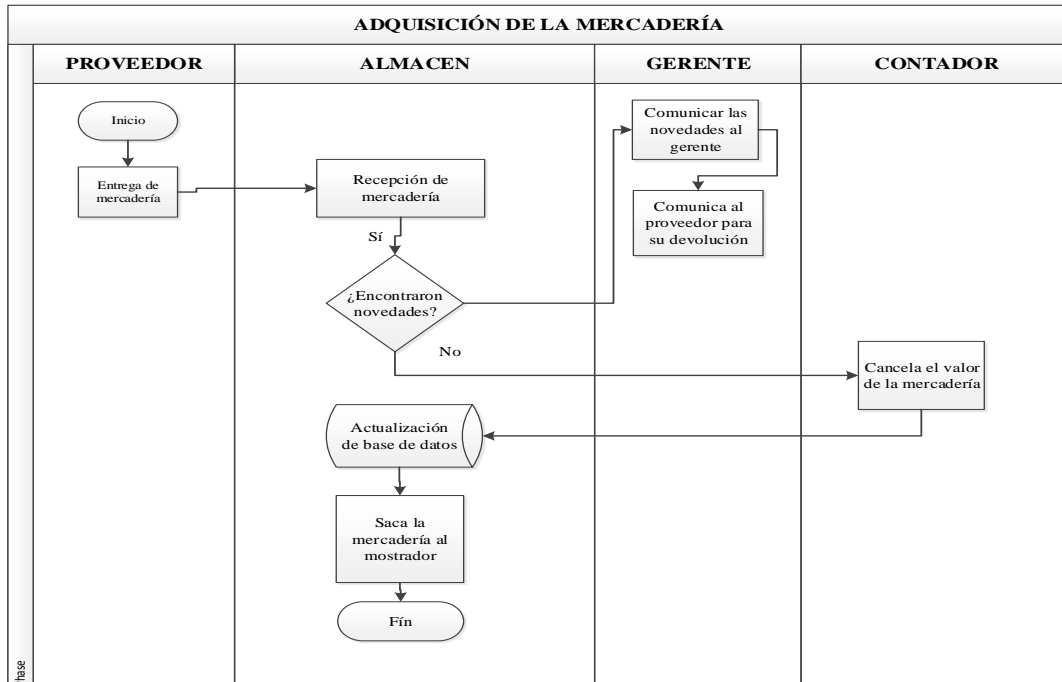 ADQUISICIÓN DE LA MERCADERÍA
PROVEEDOR
ALMACEN
GERENTE
CONTADOR
Inicio
Entrega de
mercadería
Recepción de
mercadería
Sí
¿Encontraron
novedades?
No
Comunicar las
novedades al
gerente
Comunica al
proveedor para
su devolución
Cancela el valor
de la mercadería
Actualización
de base de datos
Saca la
mercadería al
mostrador
Fín